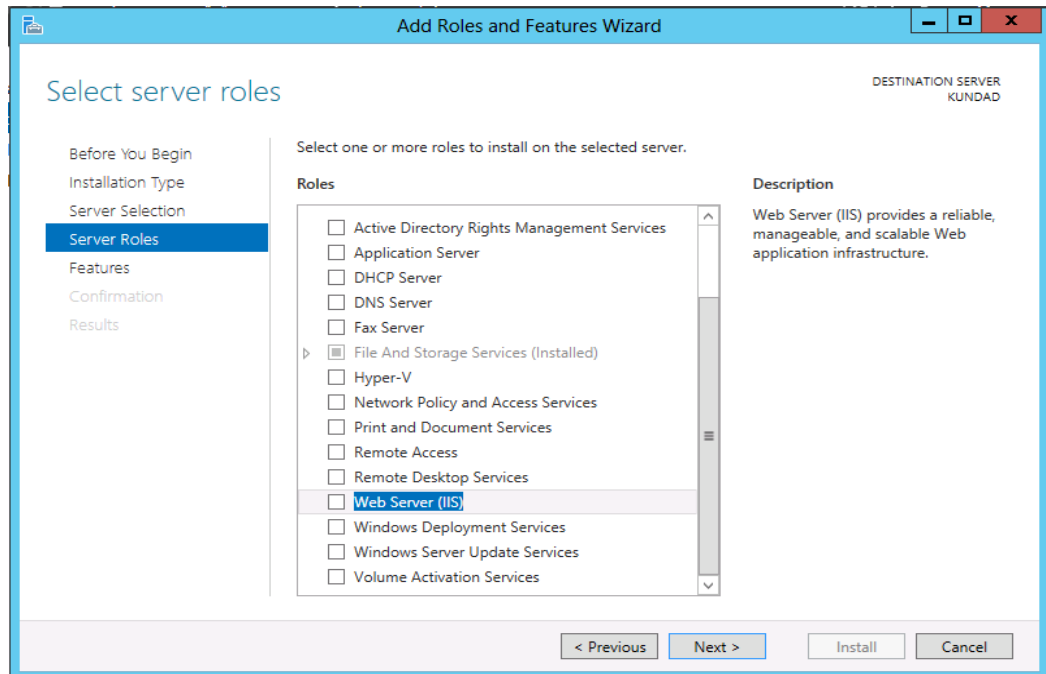 Add Roles and Features Wizard
Select server roles
DESTINATION SERVER
KUNDAD
Before You Begin
Installation Type
Server Selection
Server Roles
Features
Confirmation
Results
Select one or more roles to install on the selected server.
Roles
Active Directory Rights Management Services
Application Server
DHCP Server
DNS Server
Fax Server
File And Storage Services (Installed)
Hyper-V
Network Policy and Access Services
Print and Document Services
Remote Access
Remote Desktop Services
Web Server (IIS)
Windows Deployment Services
Windows Server Update Services
Volume Activation Services
Description
Web Server (IIS) provides a reliable,
manageable, and scalable Web
application infrastructure.
< Previous
Next >
Install
Cancel